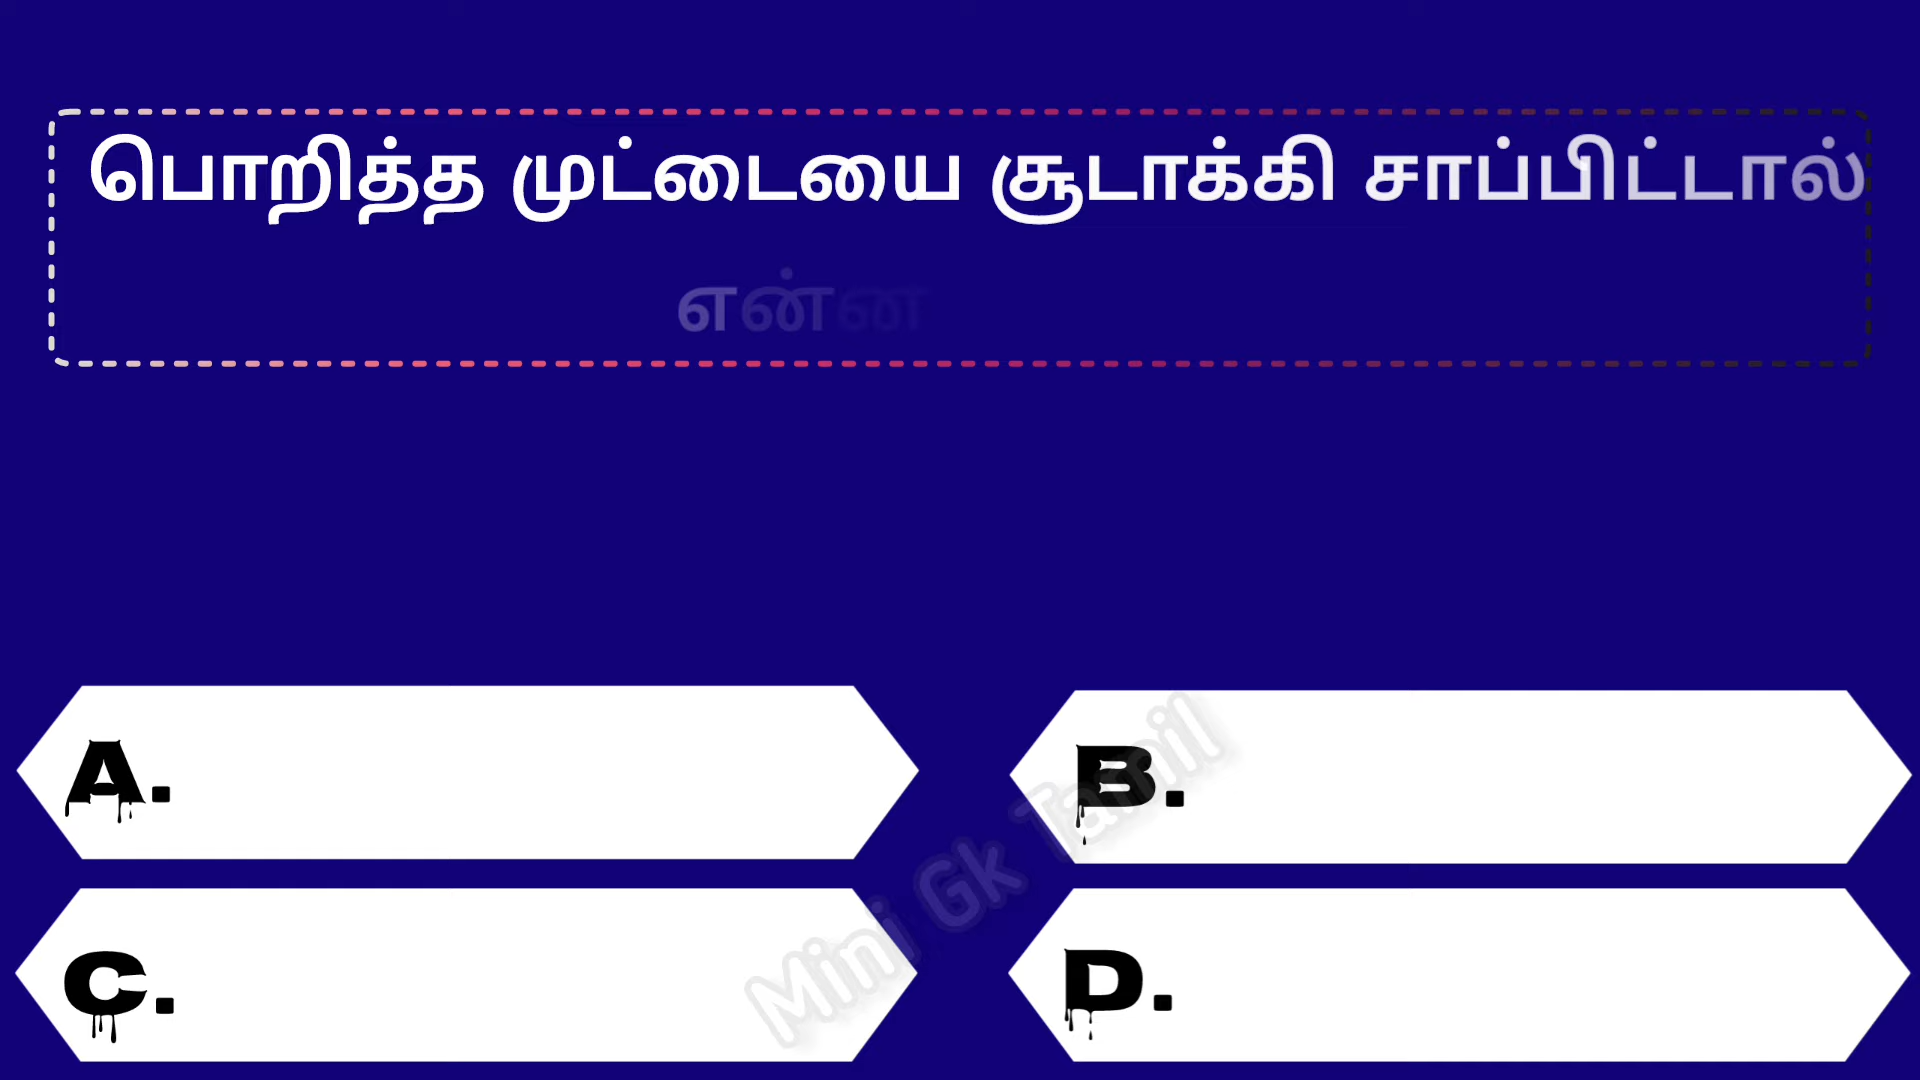 பொறித்த முட்டையை சூடாக்கி சாப்பிட்டால்
என்ன
A.
B.
C.
D.
Mini Gk Tamil